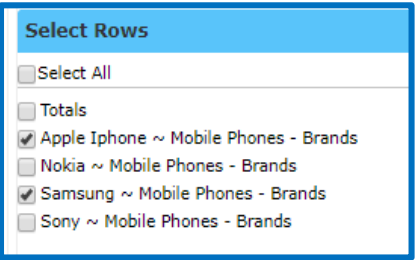 Select Rows
Select All
Totals
Apple Iphone ~ Mobile Phones - Brands
Nokia ~ Mobile Phones - Brands
Samsung ~ Mobile Phones - Brands
Sony ~ Mobile Phones - Brands